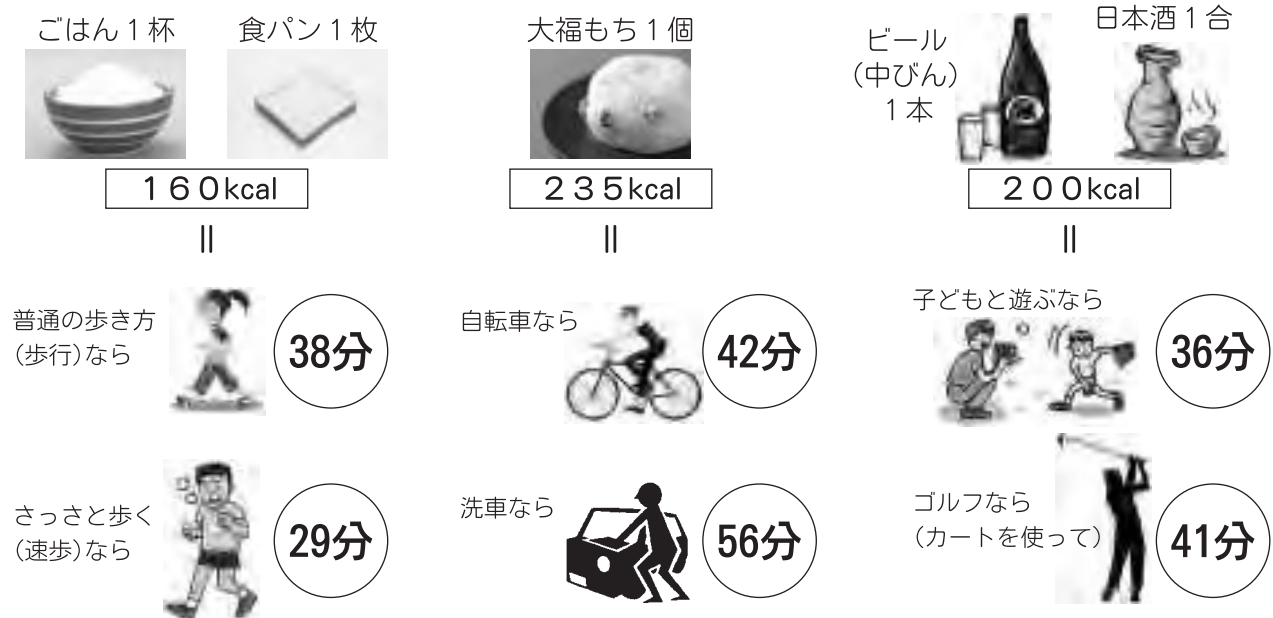 ごはん１杯
食パン１枚
大福もち１個
ビール
（中びん）
１本
日本酒１合
１６０kcal
２３５kcal
２００kcal
＝
＝
＝
普通の歩き方
（歩行）なら
38分
自転車なら
42分
子どもと遊ぶなら
36分
さっさと歩く
（速歩）なら
29分
洗車なら
56分
ゴルフなら
（カートを使って）
41分